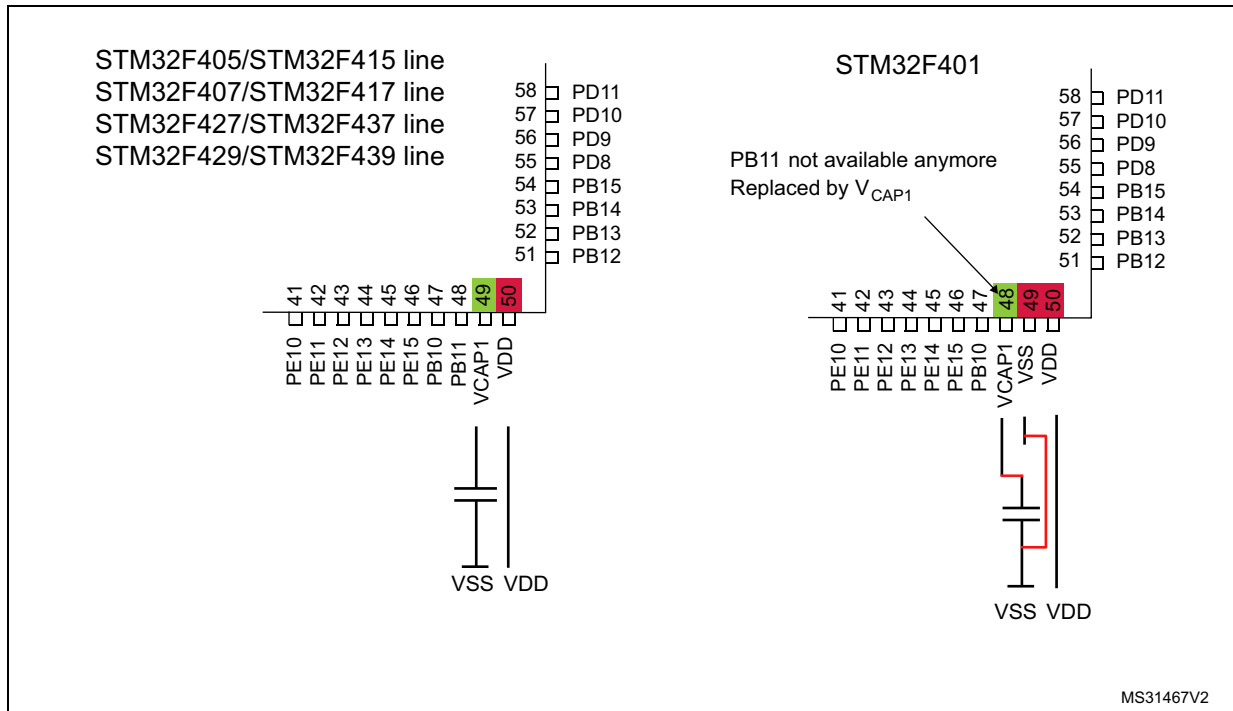 STM32F405/STM32F415 line
STM32F407/STM32F417 line
STM32F427/STM32F437 line
STM32F429/STM32F439 line
58 PD11
57 PD10
56 PD9
55 PD8
54 PB15
53 PB14
52 PB13
51 PB12
41 42 43 44 45 46 47 48 49 50
PE10 PE11 PE12 PE13 PE14 PE15 PB10 PB11 VCAP1 VDD
VSS VDD
STM32F401
PB11 not available anymore
Replaced by VCAP1
58 PD11
57 PD10
56 PD9
55 PD8
54 PB15
53 PB14
52 PB13
51 PB12
41 42 43 44 45 46 47 48 49 50
PE10 PE11 PE12 PE13 PE14 PE15 PB10 VCAP1 VSS VDD
VSS VDD
MS31467V2